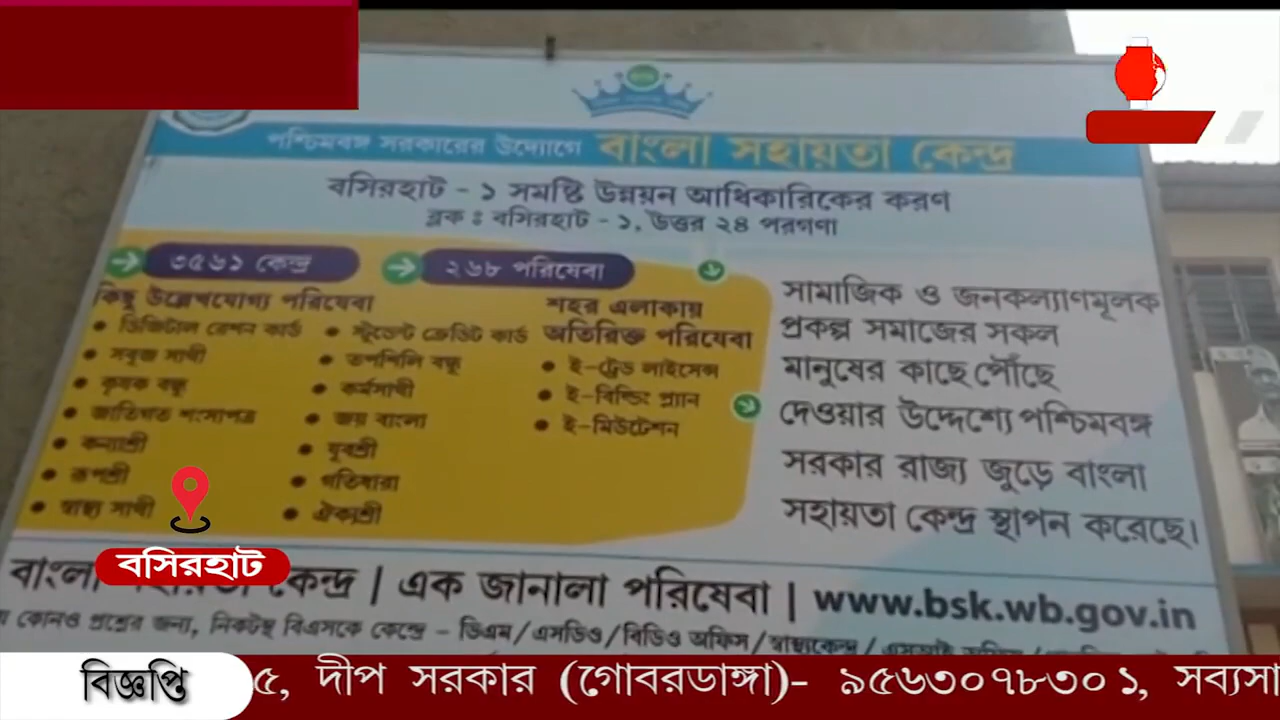 পশ্চিমবঙ্গ সরকারের উদ্যোগে বাংলা সহায়তা কেন্দ্র
বসিরহাট - ১ সমষ্টি উন্নয়ন আধিকারিকের করণ
ব্লক ঃ বসিরহাট - ১, উত্তর ২৪ পরগণা
৩৫৬১ কেন্দ্র
২৬৮ পরিষেবা
কিছু উল্লেখযোগ্য পরিষেবা
• ডিজিটাল রেশন কার্ড
• সবুজ সাথী
• কৃষক বন্ধু
• জাতিগত শংসাপত্র
• কন্যাশ্রী
• রূপশ্রী
• স্বাস্থ্য সাথী
• স্টুডেন্ট ক্রেডিট কার্ড
• তপশিলি বন্ধু
• কর্মসাথী
• জয় বাংলা
• যুবশ্রী
• গতিধারা
• ঐক্যশ্রী
শহর এলাকায়
অতিরিক্ত পরিষেবা
• ই-ট্রেড লাইসেন্স
• ই-বিল্ডিং প্ল্যান
• ই-মিউটেশন
সামাজিক ও জনকল্যাণমূলক
প্রকল্প সমাজের সকল
মানুষের কাছে পৌঁছে
দেওয়ার উদ্দেশ্যে পশ্চিমবঙ্গ
সরকার রাজ্য জুড়ে বাংলা
সহায়তা কেন্দ্র স্থাপন করেছে।
বসিরহাট
বাংলা কেন্দ্র | এক জানালা পরিষেবা | www.bsk.wb.gov.in
কোনও প্রশ্নের জন্য, নিকটস্থ বিএসকে কেন্দ্রে - ডিএম/এসডিও/বিডিও অফিস/স্বাস্থ্যকেন্দ্র/
বিজ্ঞপ্তি
৫, দীপ সরকার (গোবরডাঙ্গা)- ৯৫৬৩০৭৮৩০১, সব্যসা